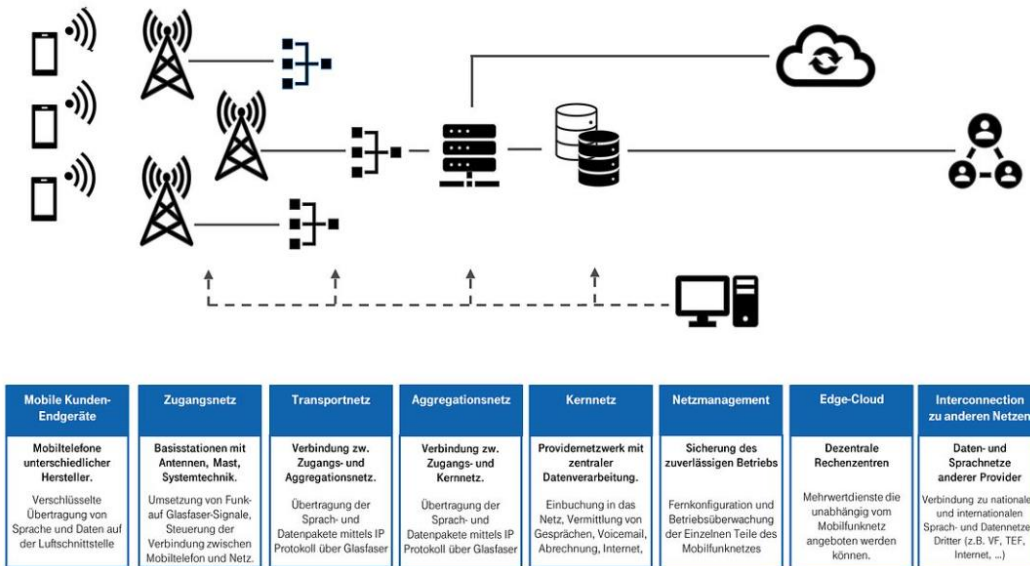 Mobile Kunden-
Endgeräte
Mobiltelefone
unterschiedlicher
Hersteller.
Verschlüsselte
Übertragung von
Sprache und Daten auf
der Luftschnittstelle
Zugangsnetz
Basisstationen mit
Antennen, Mast,
Systemtechnik.
Umsetzung von Funk-
auf Glasfaser-Signale,
Steuerung der
Verbindung zwischen
Mobiltelefon und Netz.
Transportnetz
Verbindung zw.
Zugangs- und
Aggregationsnetz.
Übertragung der
Sprach- und
Datenpakete mittels IP
Protokoll über Glasfaser
Aggregationsnetz
Verbindung zw.
Zugangs- und
Kernnetz.
Übertragung der
Sprach- und
Datenpakete mittels IP
Protokoll über Glasfaser
Kernnetz
Providernetzwerk mit
zentraler
Datenverarbeitung.
Einbuchung in das
Netz, Vermittlung von
Gesprächen, Voicemail,
Abrechnung, Internet,
Netzmanagement
Sicherung des
zuverlässigen Betriebs
Fernkonfiguration und
Betriebsüberwachung
der Einzelnen Teile des
Mobilfunknetzes
Edge-Cloud
Dezentrale
Rechenzentren
Mehrwertdienste die
unabhängig vom
Mobilfunknetz
angeboten werden
können.
Interconnection
zu anderen Netzen
Daten- und
Sprachnetze
anderer Provider
Verbindung zu nationale
und internationalen
Sprach- und Datennetze
Dritter (z.B. VF, TEF,
Internet, ...)